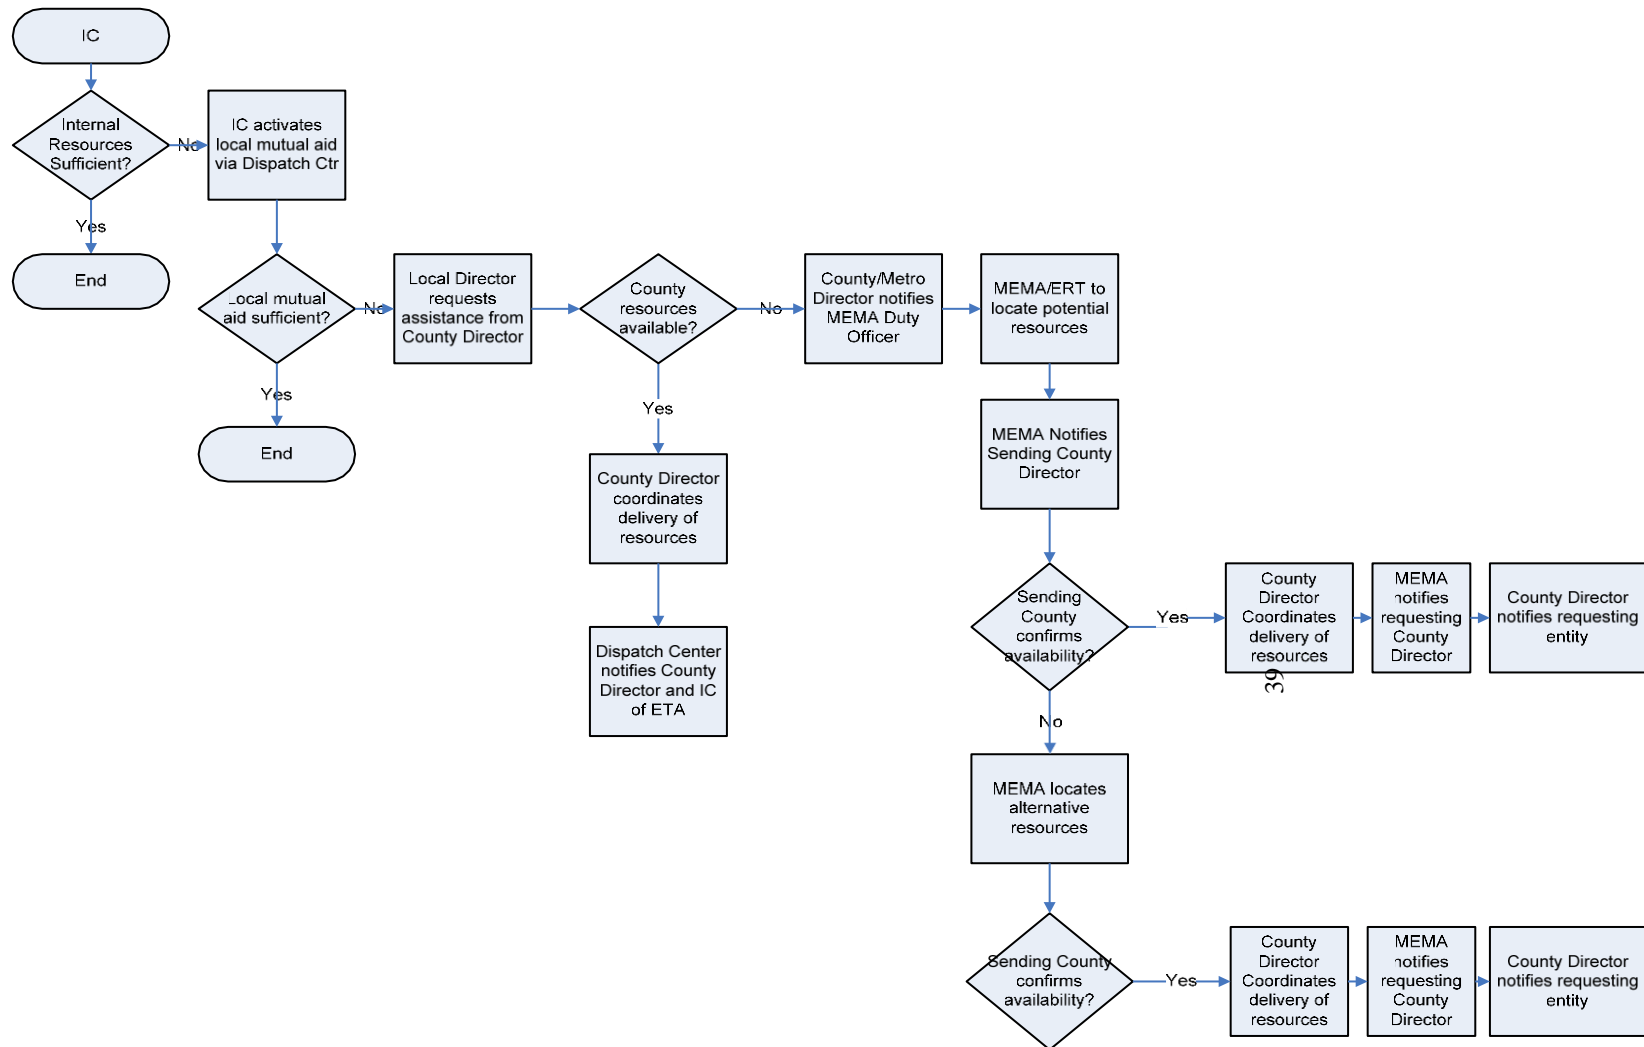 IC
Internal
Resources
Sufficient?
No
IC activates
local mutual aid
via Dispatch Ctr
Yes
End
Local mutual
aid sufficient?
No
Local Director
requests
assistance from
County Director
County
resources
available?
No
County/Metro
Director notifies
MEMA Duty
Officer
MEMA/ERT to
locate potential
resources
Yes
End
Yes
County Director
coordinates
delivery of
resources
Dispatch Center
notifies County
Director and IC
of ETA
MEMA Notifies
Sending County
Director
Sending
County
confirms
availability?
Yes
County
Director
Coordinates
delivery of
resources
MEMA
notifies
requesting
County
Director
County Director
notifies requesting
entity
39
No
MEMA locates
alternative
resources
Sending County
confirms
availability?
Yes
County
Director
Coordinates
delivery of
resources
MEMA
notifies
requesting
County
Director
County Director
notifies requesting
entity